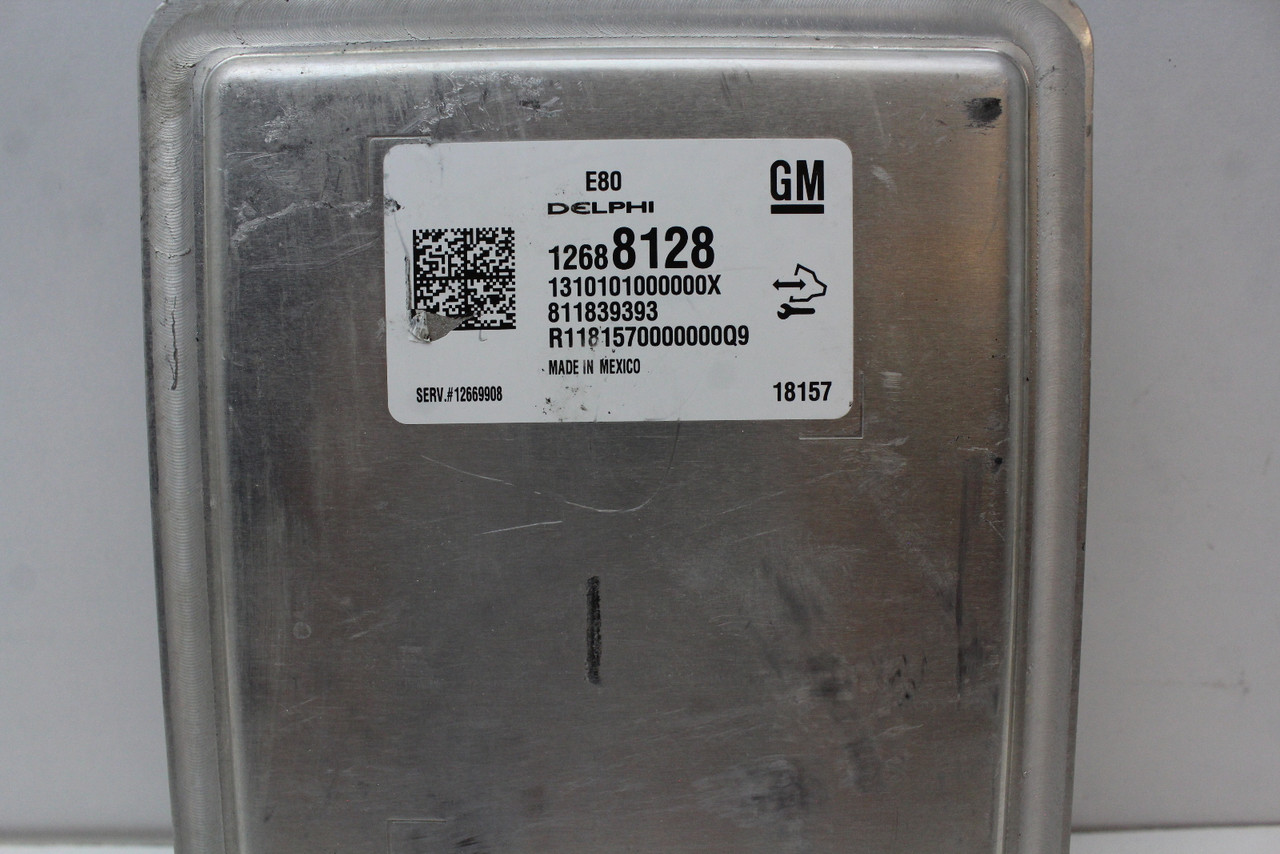 E80
GM
DELPHI
12688128
1310101000000X
811839393
R1181570000000Q9
MADE IN MEXICO
SERV.#12669908
18157